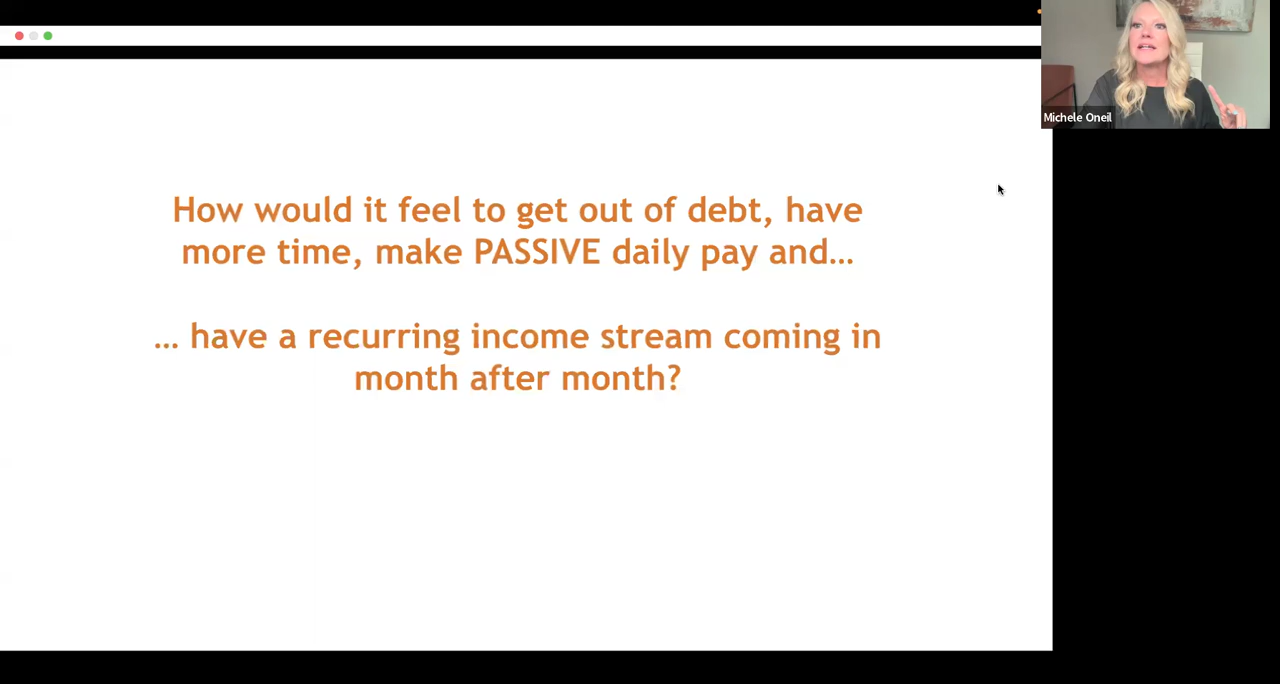 Michele Oneil
How would it feel to get out of debt, have
more time, make PASSIVE daily pay and…
… have a recurring income stream coming in
month after month?